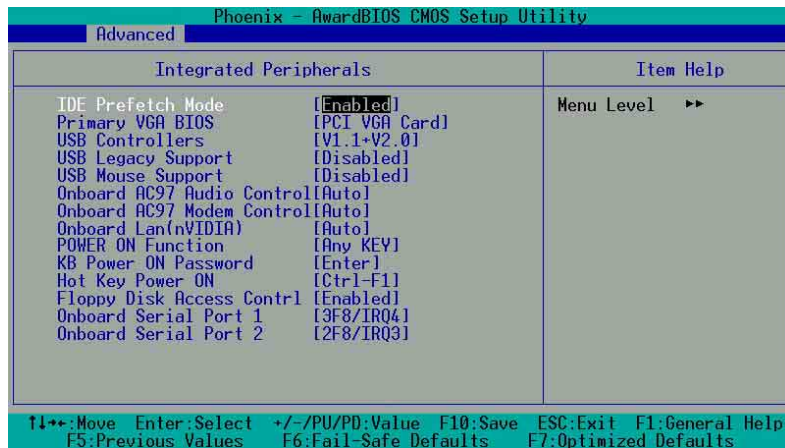 Phoenix - AwardBIOS CMOS Setup Utility
Advanced
Integrated Peripherals
Item Help
IDE Prefetch Mode [Enabled]
Menu Level ▸▸
Primary VGA BIOS [PCI VGA Card]
USB Controllers [V1.1+V2.0]
USB Legacy Support [Disabled]
USB Mouse Support [Disabled]
Onboard AC97 Audio Control[Auto]
Onboard AC97 Modem Control[Auto]
Onboard Lan(nVIDIA) [Auto]
POWER ON Function [Any KEY]
KB Power ON Password [Enter]
Hot Key Power ON [Ctrl-F1]
Floppy Disk Access Contrl [Enabled]
Onboard Serial Port 1 [3F8/IRQ4]
Onboard Serial Port 2 [2F8/IRQ3]
↑↓→←:Move Enter:Select +/-/PU/PD:Value F10:Save ESC:Exit F1:General Help
F5:Previous Values F6:Fail-Safe Defaults F7:Optimized Defaults